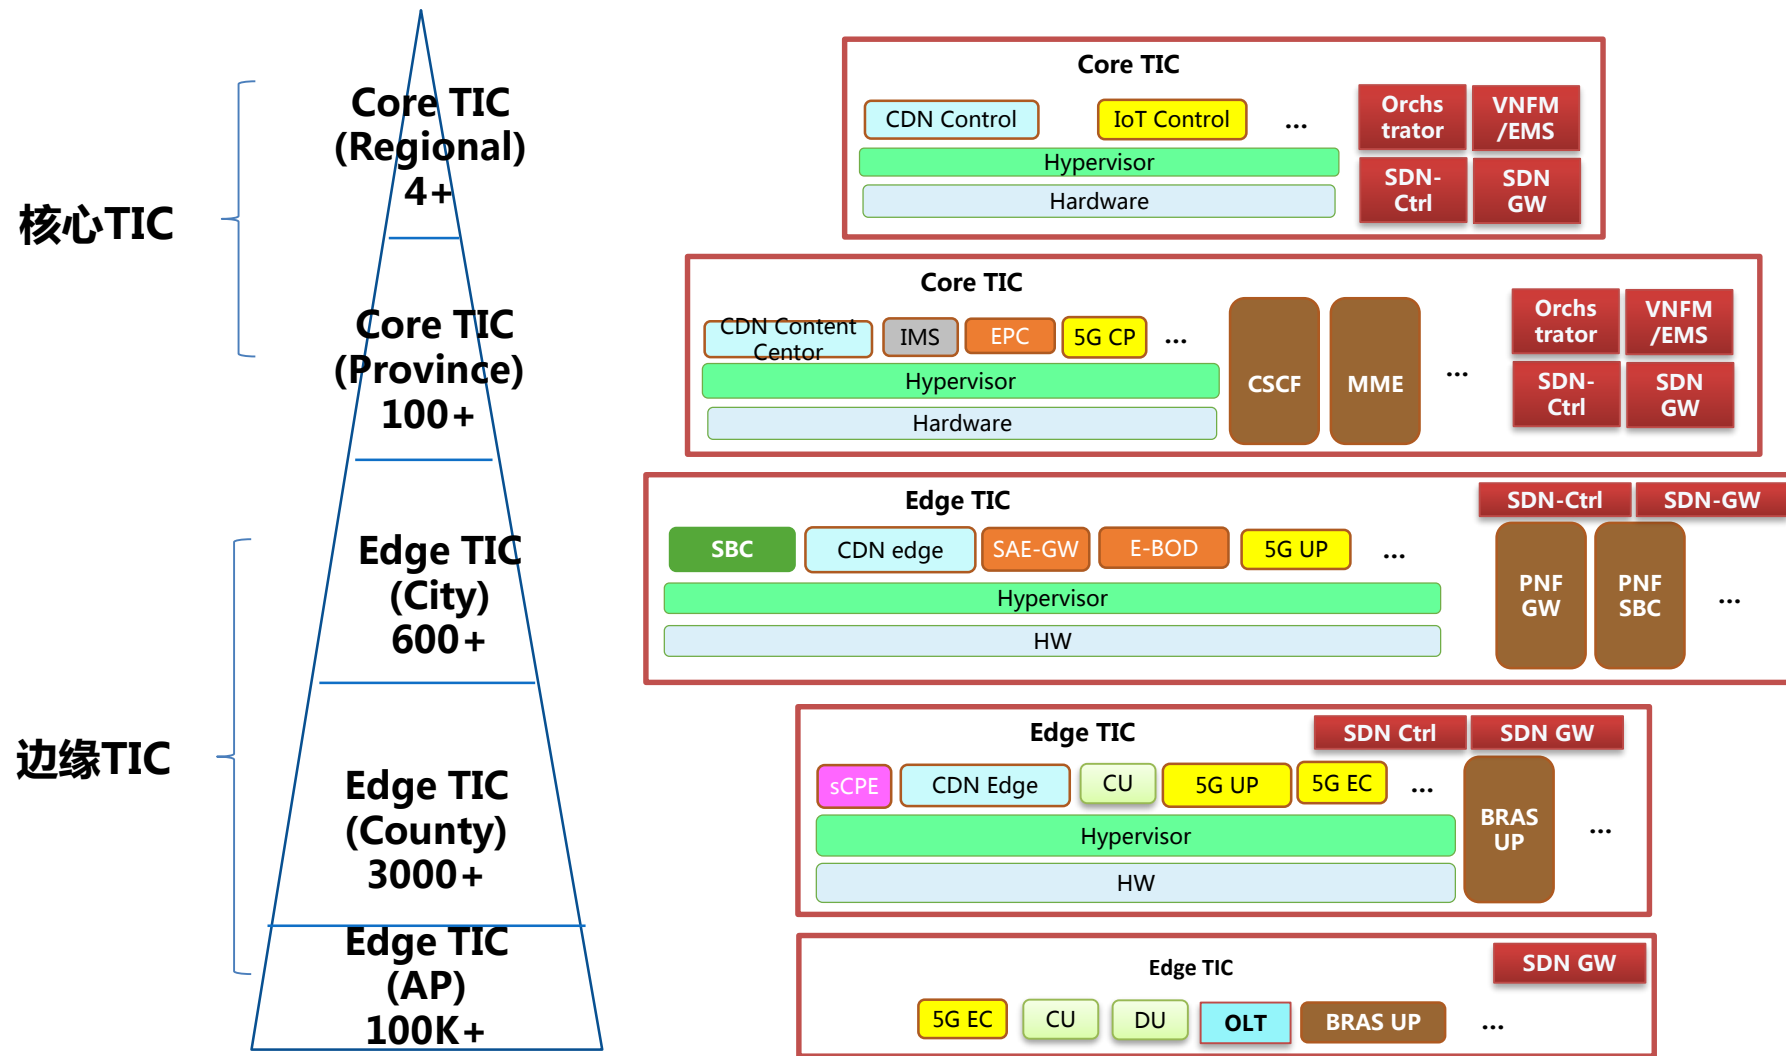 核心TIC
边缘TIC
Core TIC
(Regional)
4+
Core TIC
(Province)
100+
Edge TIC
(City)
600+
Edge TIC
(County)
3000+
Edge TIC
(AP)
100K+
Core TIC
CDN Control
IoT Control
...
Hypervisor
Hardware
Orchs
trator
VNFM
/EMS
SDN-
Ctrl
SDN
GW
Core TIC
CDN Content
Centor
IMS
EPC
5G CP
...
Hypervisor
Hardware
CSCF
MME
...
Orchs
trator
VNFM
/EMS
SDN-
Ctrl
SDN
GW
Edge TIC
SDN-Ctrl
SDN-GW
SBC
CDN edge
SAE-GW
E-BOD
5G UP
...
Hypervisor
HW
PNF
GW
PNF
SBC
...
Edge TIC
SDN Ctrl
SDN GW
sCPE
CDN Edge
CU
5G UP
5G EC
...
Hypervisor
HW
BRAS
UP
...
Edge TIC
SDN GW
5G EC
CU
DU
OLT
BRAS UP
...